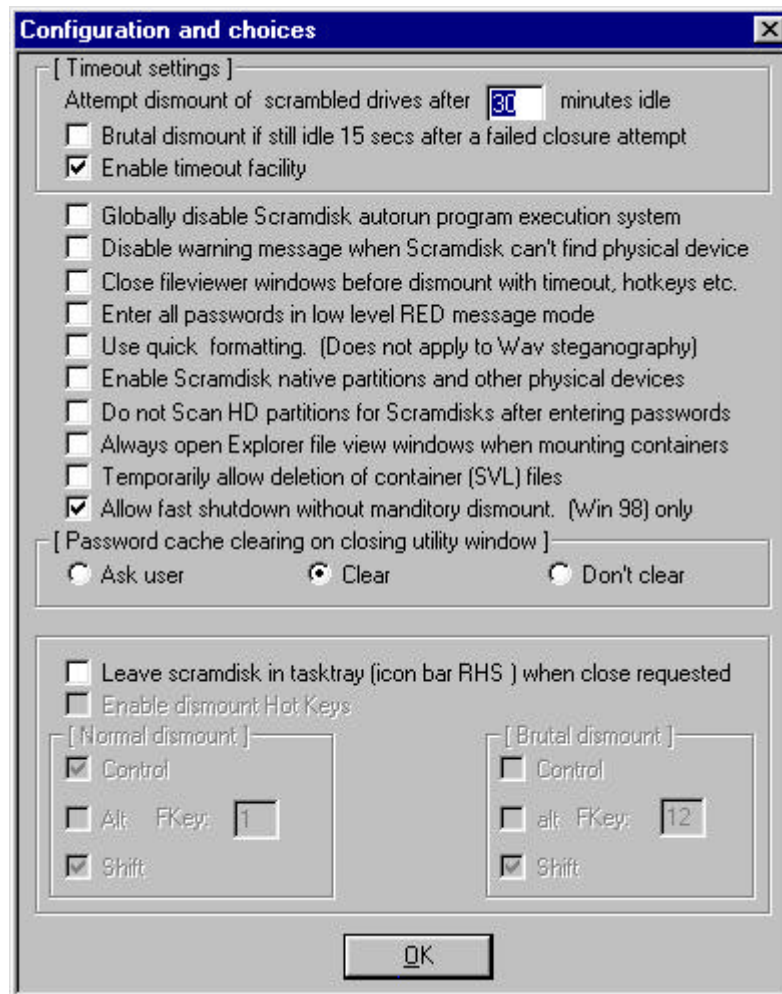 Configuration and choices
[ Timeout settings ]
Attempt dismount of scrambled drives after 30 minutes idle
Brutal dismount if still idle 15 secs after a failed closure attempt
Enable timeout facility
Globally disable Scramdisk autorun program execution system
Disable warning message when Scramdisk can't find physical device
Close fileviewer windows before dismount with timeout, hotkeys etc.
Enter all passwords in low level RED message mode
Use quick formatting. (Does not apply to Wav steganography)
Enable Scramdisk native partitions and other physical devices
Do not Scan HD partitions for Scramdisks after entering passwords
Always open Explorer file view windows when mounting containers
Temporarily allow deletion of container (SVL) files
Allow fast shutdown without manditory dismount. (Win 98) only
[ Password cache clearing on closing utility window ]
Ask user Clear Don't clear
Leave scramdisk in tasktray (icon bar RHS ) when close requested
Enable dismount Hot Keys
[ Normal dismount ] [ Brutal dismount ]
Control Control
Alt FKey: 1 alt FKey: 12
Shift Shift
OK